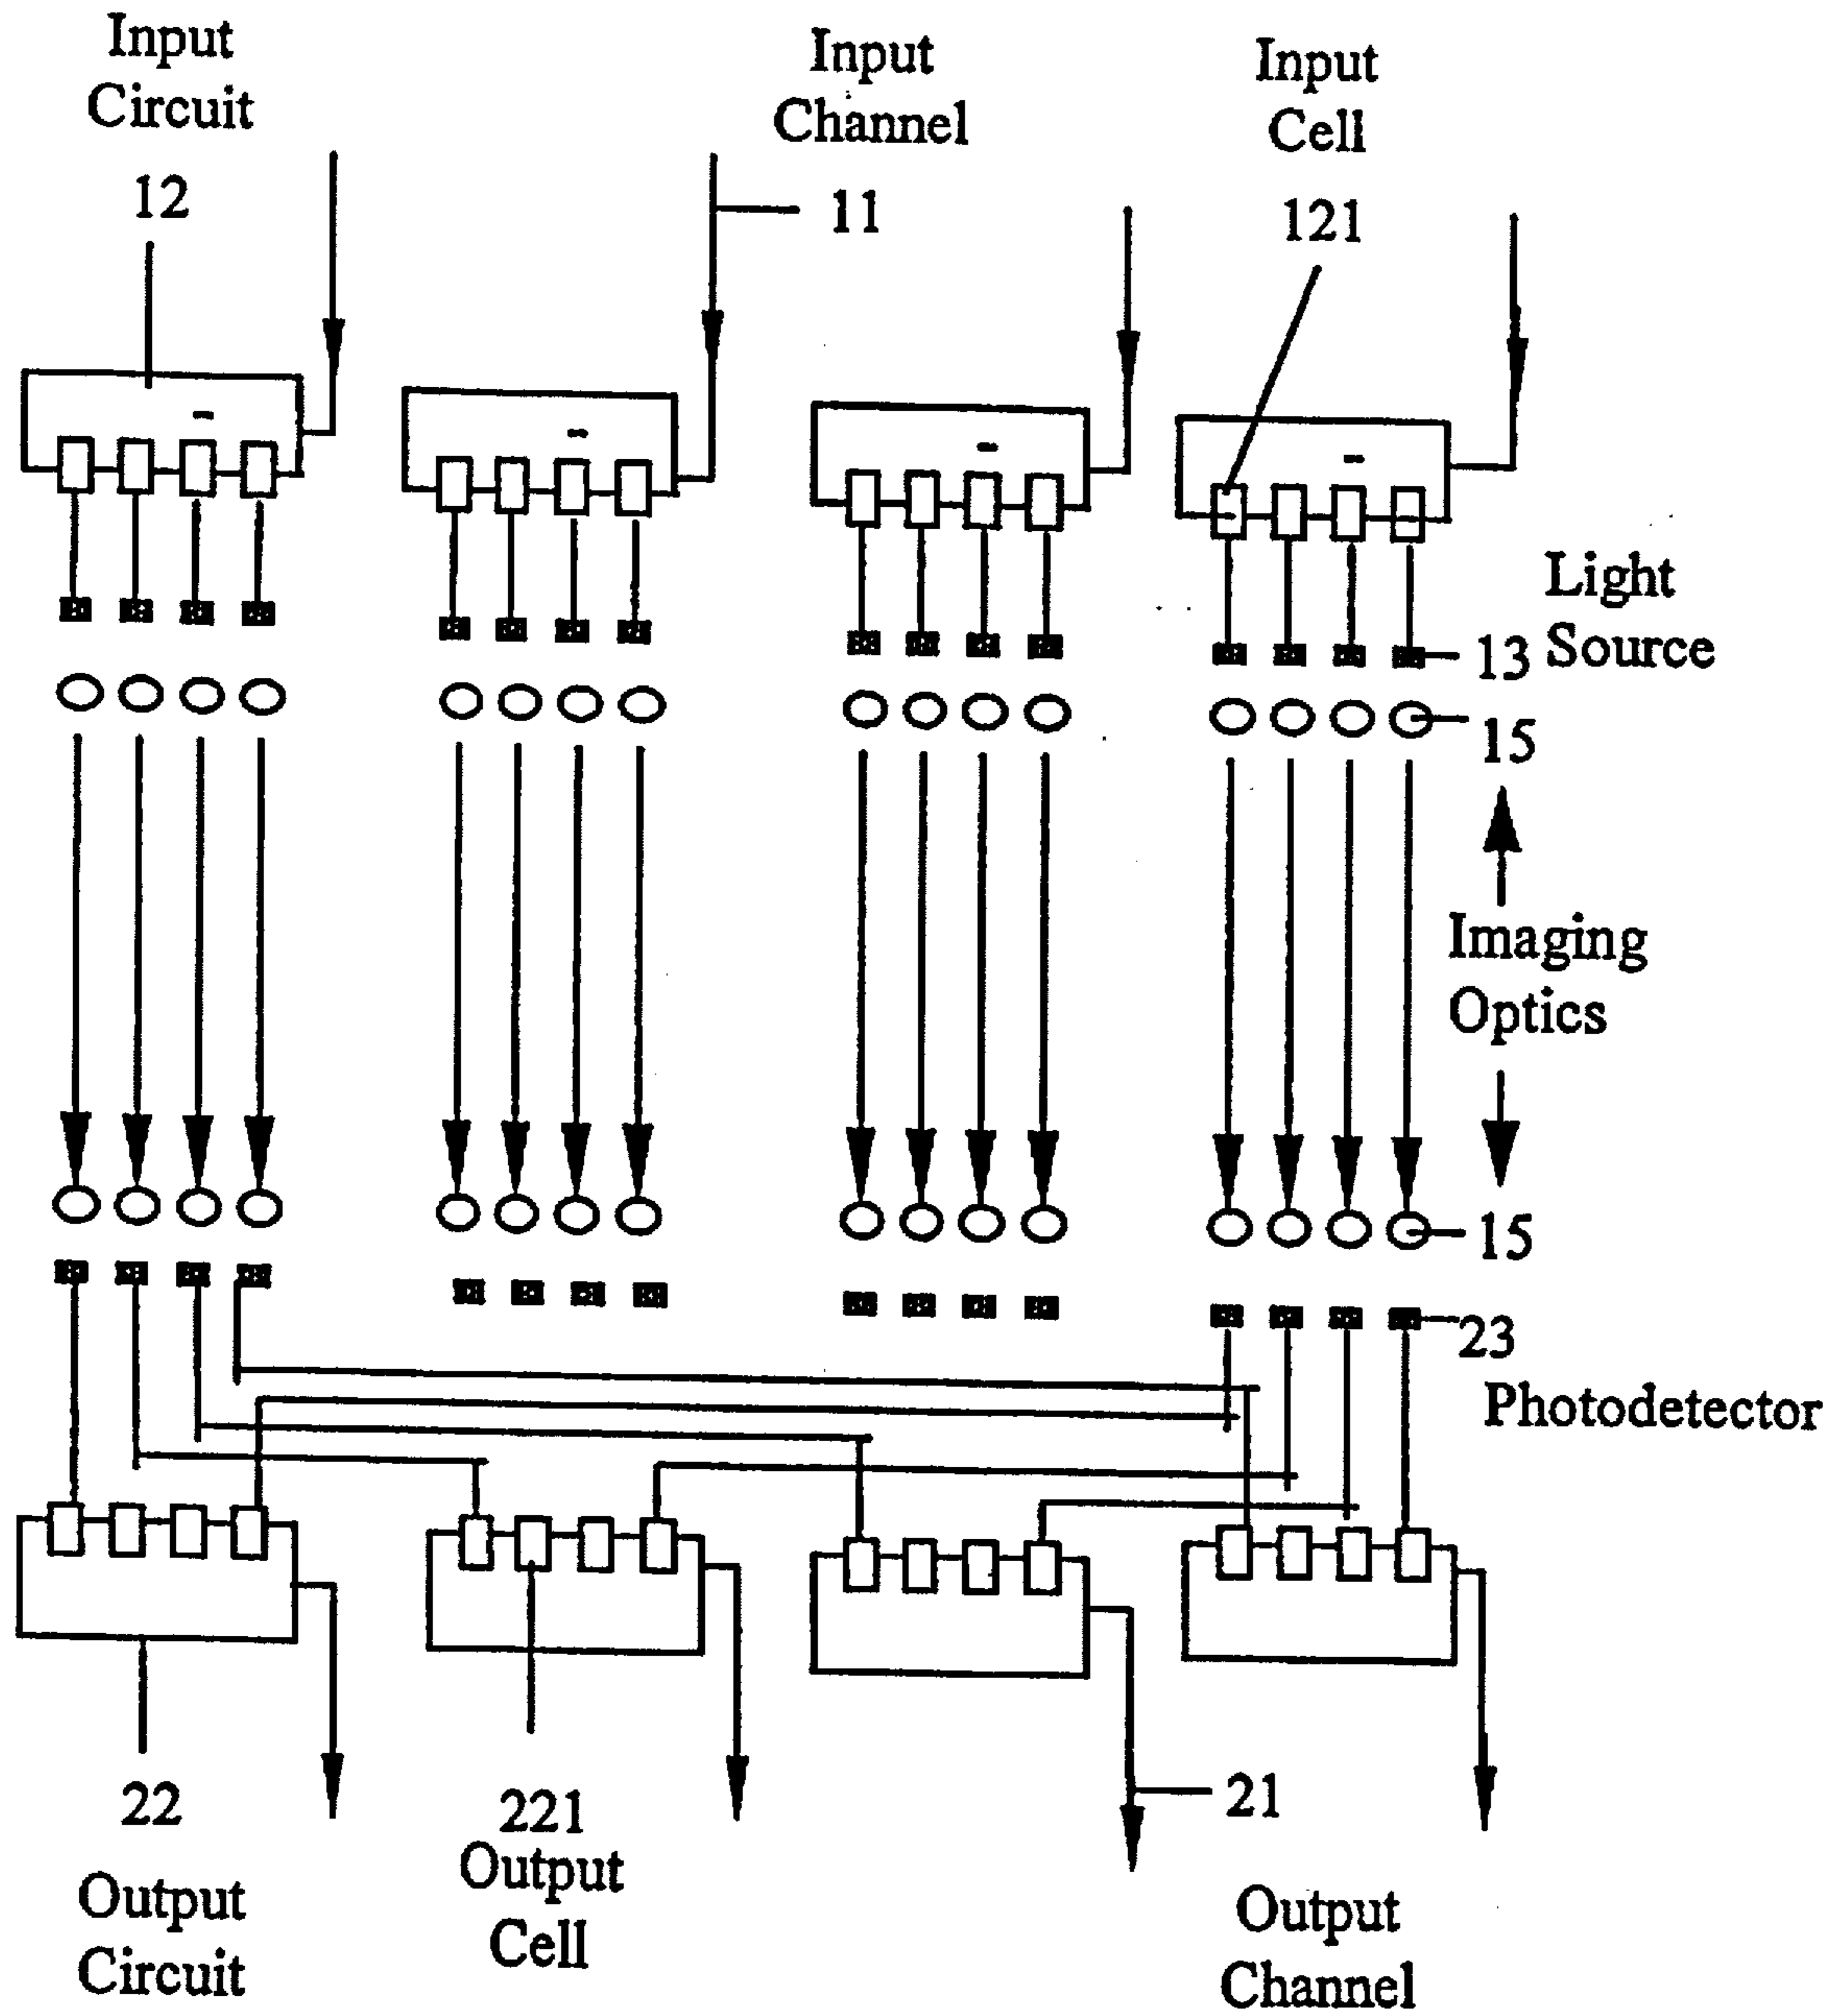 Input
Circuit
12
Input
Channel
11
Input
Cell
121
Light
Source
13
15
Imaging
Optics
15
23
Photodetector
22
Output
Circuit
221
Output
Cell
21
Output
Channel